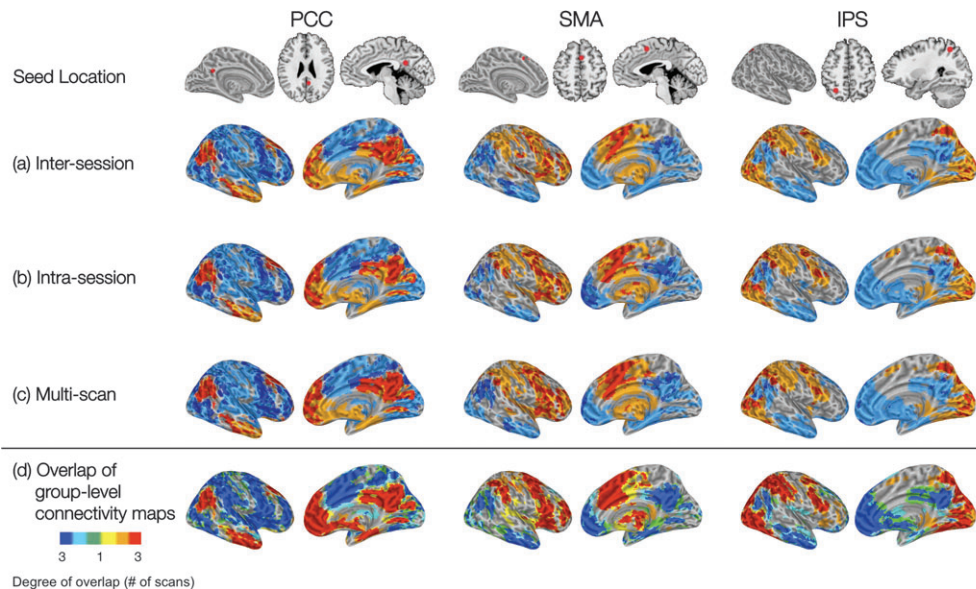 PCC
SMA
IPS
Seed Location
(a) Inter-session
(b) Intra-session
(c) Multi-scan
(d) Overlap of
group-level
connectivity maps
3 1 3
Degree of overlap (# of scans)